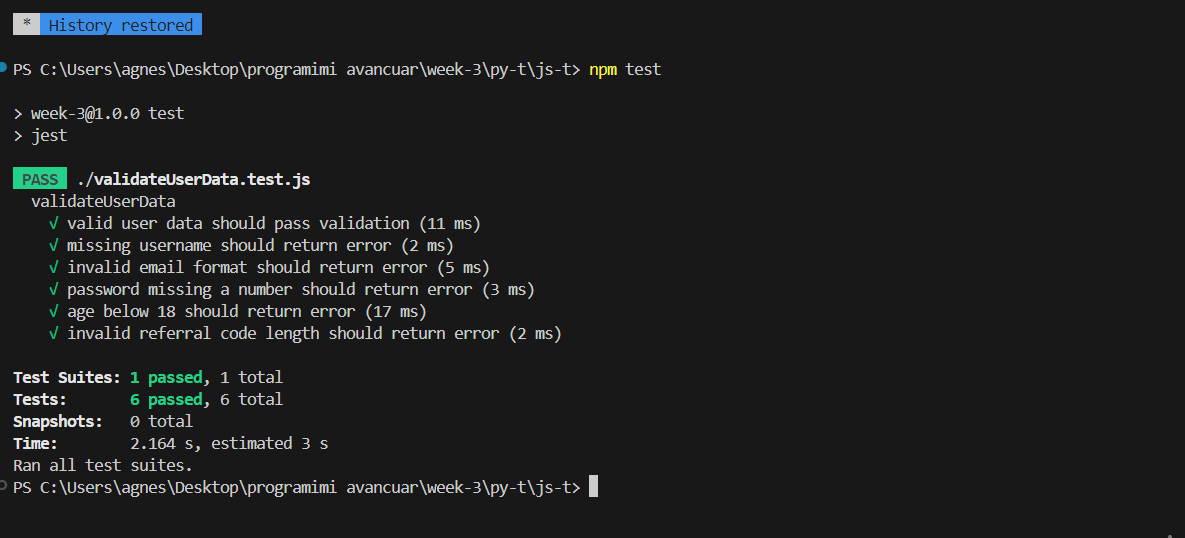 * History restored
PS C:\Users\agnes\Desktop\programimi avancuar\week-3\py-t\js-t> npm test
> week-3@1.0.0 test
> jest
PASS ./validateUserData.test.js
validateUserData
√ valid user data should pass validation (11 ms)
√ missing username should return error (2 ms)
√ invalid email format should return error (5 ms)
√ password missing a number should return error (3 ms)
√ age below 18 should return error (17 ms)
√ invalid referral code length should return error (2 ms)
Test Suites: 1 passed, 1 total
Tests: 6 passed, 6 total
Snapshots: 0 total
Time: 2.164 s, estimated 3 s
Ran all test suites.
PS C:\Users\agnes\Desktop\programimi avancuar\week-3\py-t\js-t>